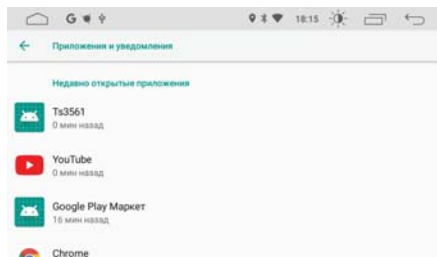 G
18:15
Приложения и уведомления
Недавно открытые приложения
Ts3561
0 мин назад
YouTube
0 мин назад
Google Play Маркет
16 мин назад
Chrome